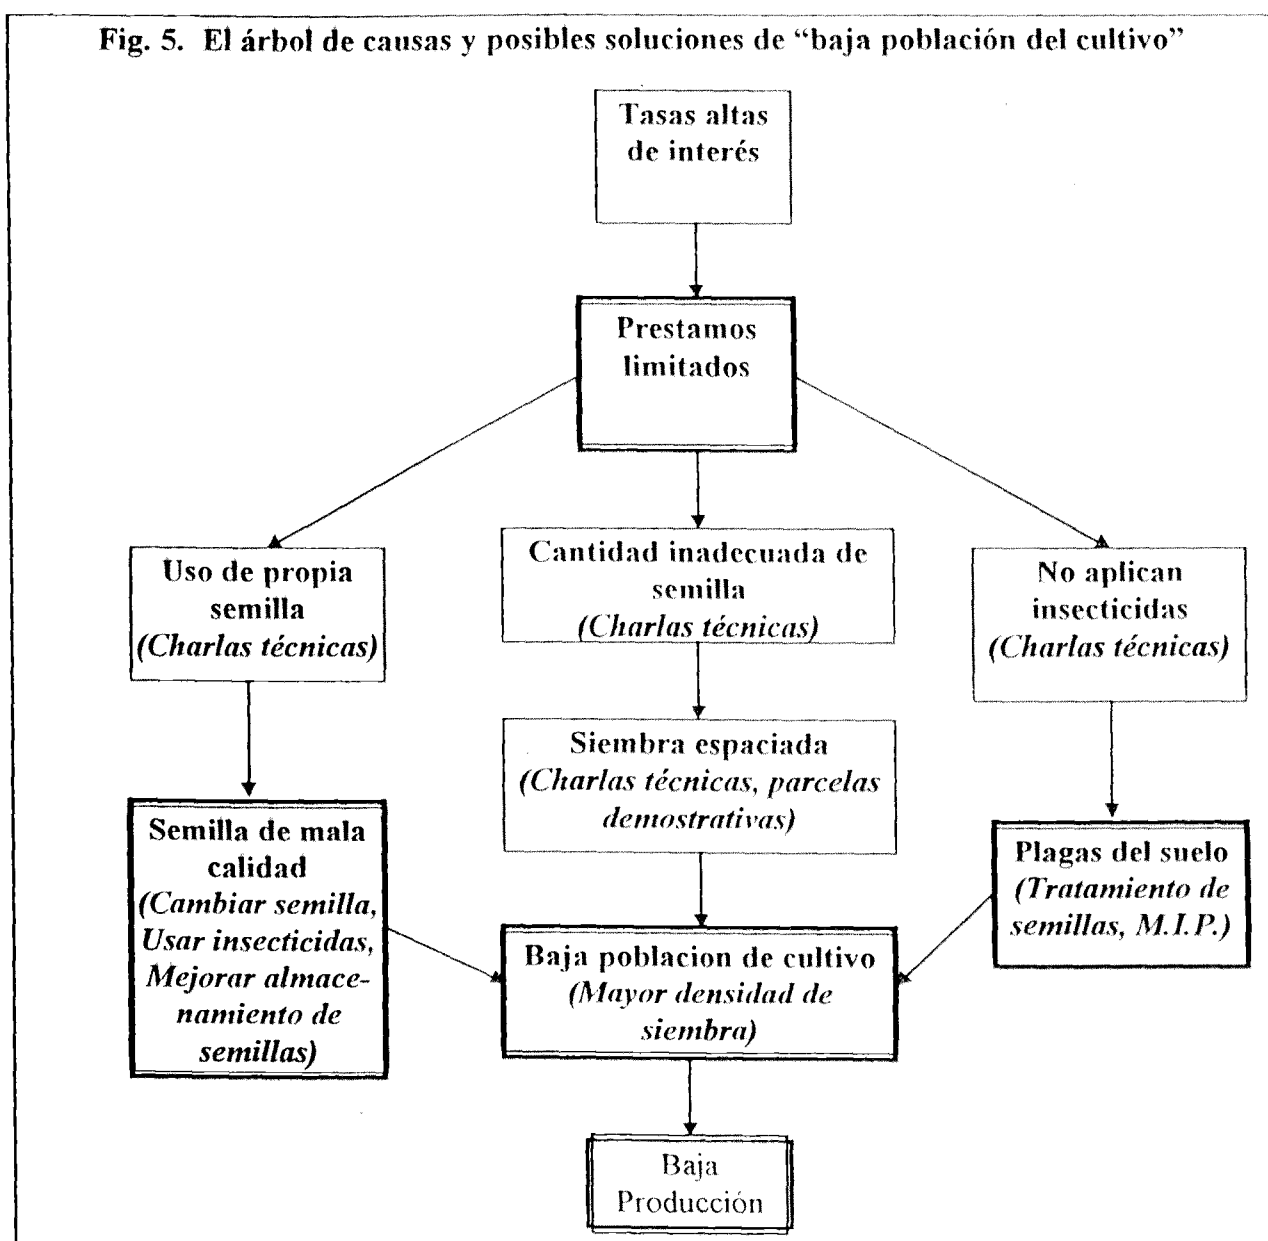 Fig. 5. El árbol de causas y posibles soluciones de “baja población del cultivo”
Tasas altas
de interés
Prestamos
limitados
Uso de propia
semilla
(Charlas técnicas)
Cantidad inadecuada de
semilla
(Charlas técnicas)
No aplican
insecticidas
(Charlas técnicas)
Siembra espaciada
(Charlas técnicas, parcelas
demostrativas)
Semilla de mala
calidad
(Cambiar semilla,
Usar insecticidas,
Mejorar almace-
namiento de
semillas)
Plagas del suelo
(Tratamiento de
semillas, M.I.P.)
Baja poblacion de cultivo
(Mayor densidad de
siembra)
Baja
Producción